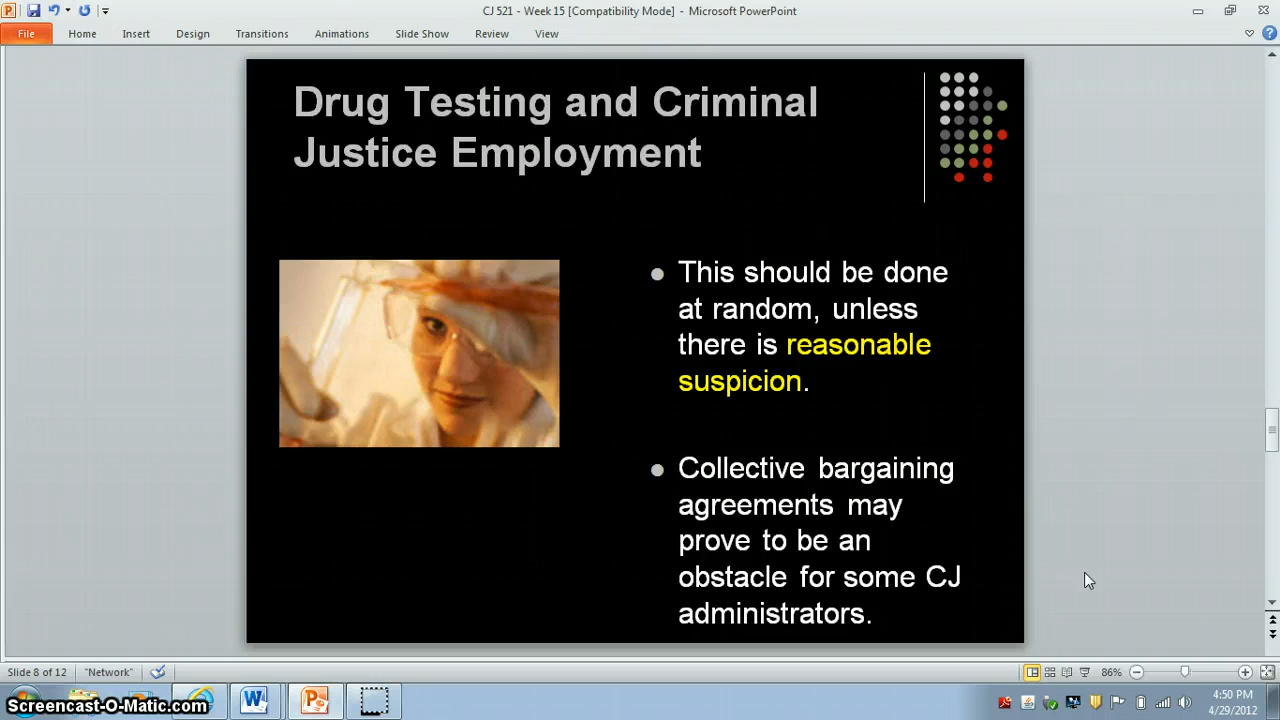 CJ 521 - Week 15 [Compatibility Mode] - Microsoft PowerPoint
File Home Insert Design Transitions Animations Slide Show Review View
Drug Testing and Criminal
Justice Employment
This should be done
at random, unless
there is reasonable
suspicion.
Collective bargaining
agreements may
prove to be an
obstacle for some CJ
administrators.
Slide 8 of 12 "Network" 86%
4:50 PM
Screencast-O-Matic.com
4/29/2012